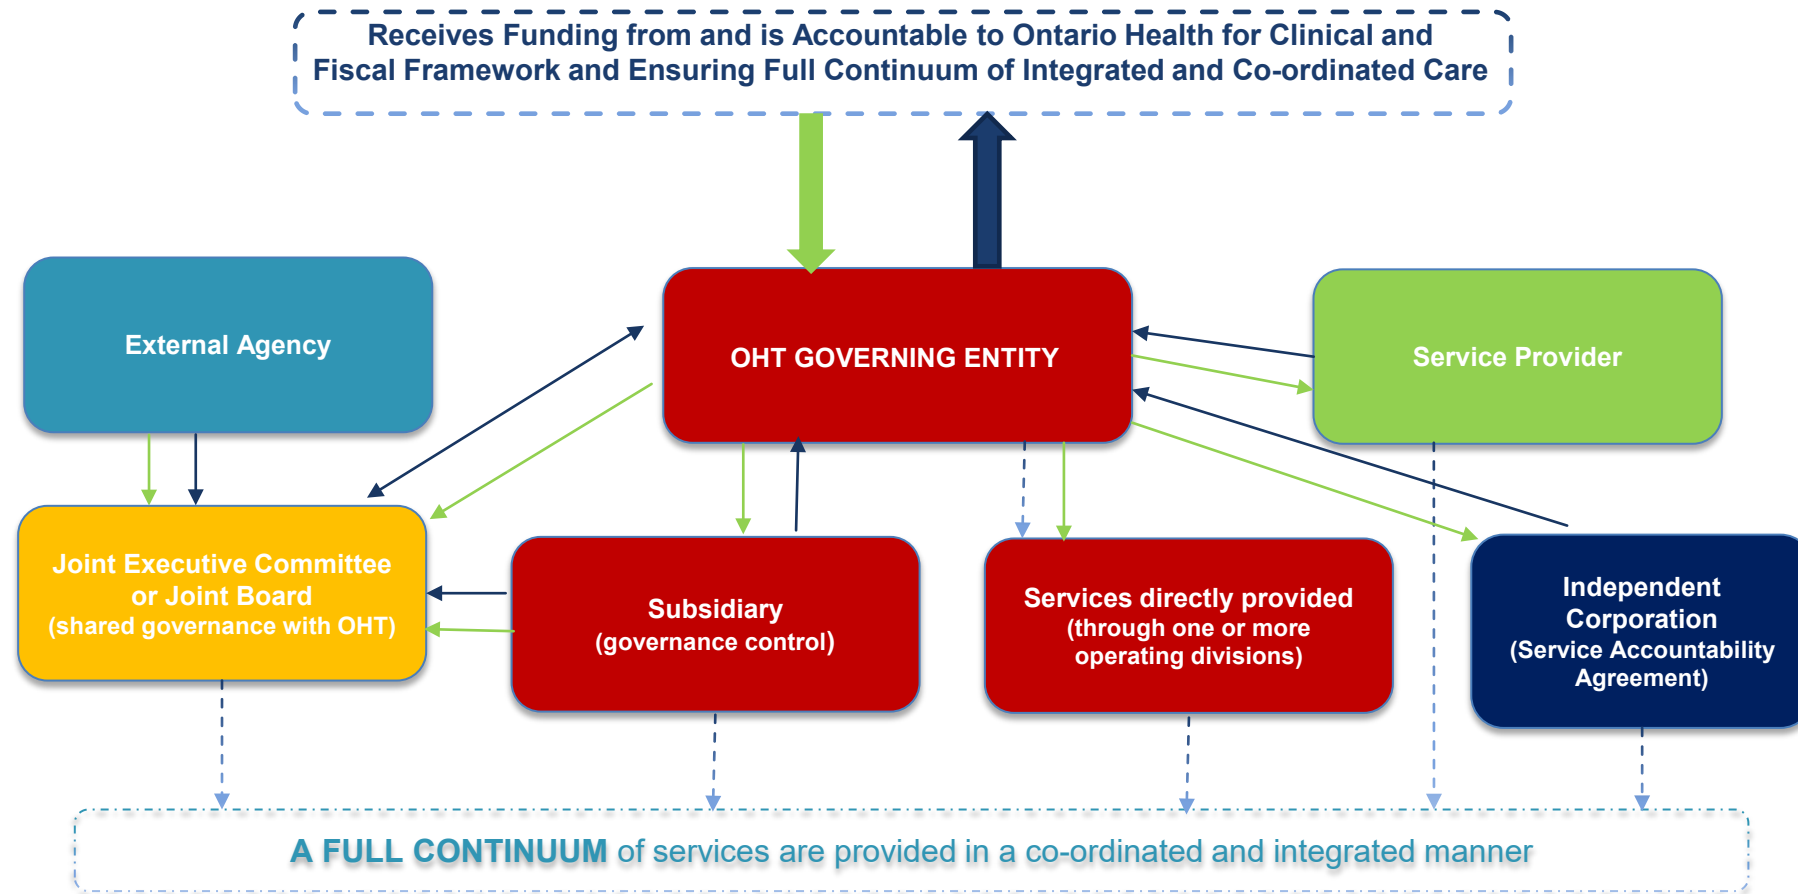 Receives Funding from and is Accountable to Ontario Health for Clinical and
Fiscal Framework and Ensuring Full Continuum of Integrated and Co-ordinated Care
External Agency
OHT GOVERNING ENTITY
Service Provider
Joint Executive Committee
or Joint Board
(shared governance with OHT)
Subsidiary
(governance control)
Services directly provided
(through one or more
operating divisions)
Independent
Corporation
(Service Accountability
Agreement)
A FULL CONTINUUM of services are provided in a co-ordinated and integrated manner